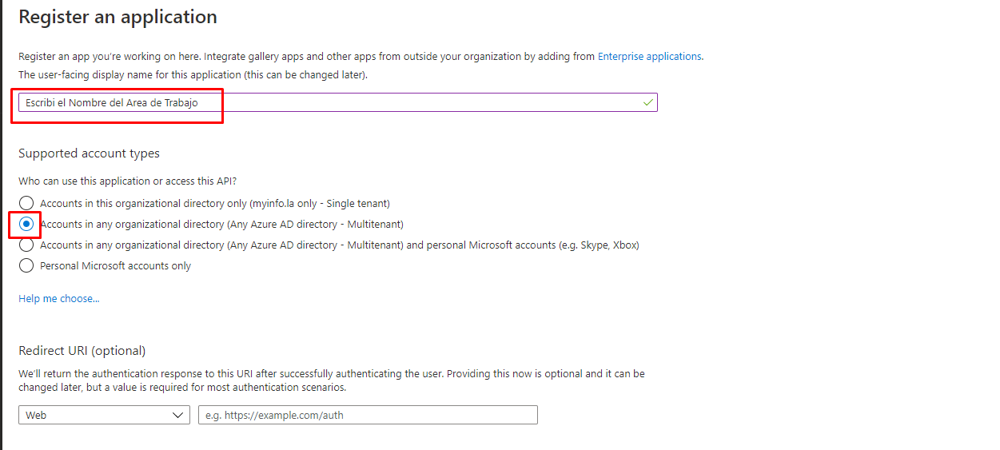 Register an application
Register an app you're working on here. Integrate gallery apps and other apps from outside your organization by adding from Enterprise applications.
The user-facing display name for this application (this can be changed later).
Escribi el Nombre del Area de Trabajo
Supported account types
Who can use this application or access this API?
Accounts in this organizational directory only (myinfo.la only - Single tenant)
Accounts in any organizational directory (Any Azure AD directory - Multitenant)
Accounts in any organizational directory (Any Azure AD directory - Multitenant) and personal Microsoft accounts (e.g. Skype, Xbox)
Personal Microsoft accounts only
Help me choose...
Redirect URI (optional)
We'll return the authentication response to this URI after successfully authenticating the user. Providing this now is optional and it can be
changed later, but a value is required for most authentication scenarios.
Web e.g. https://example.com/auth